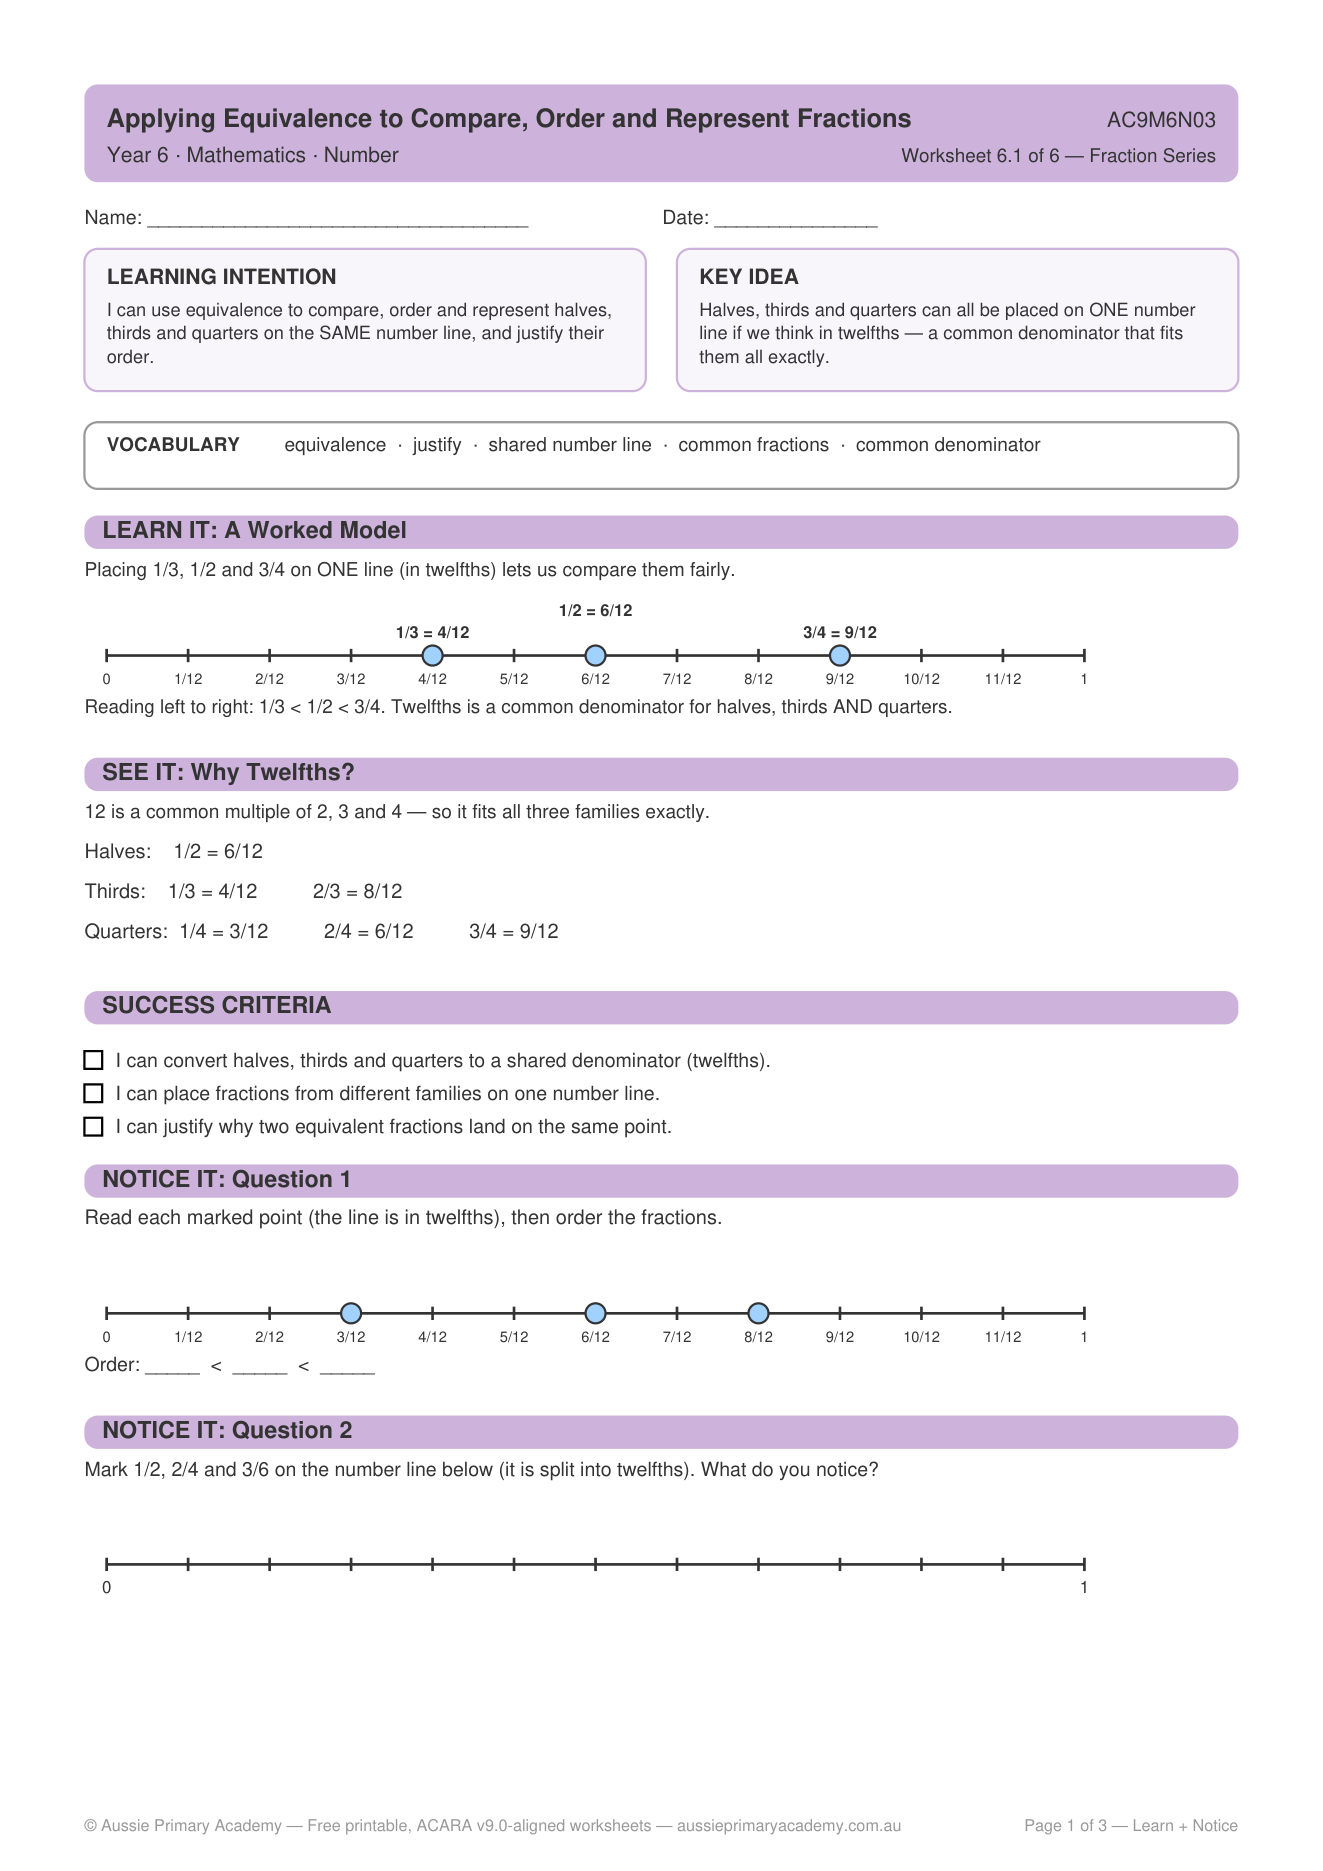 Applying Equivalence to Compare, Order and Represent Fractions
AC9M6N03
Year 6 · Mathematics · Number
Worksheet 6.1 of 6 — Fraction Series
Name: ___________________________________
Date: _______________
LEARNING INTENTION
I can use equivalence to compare, order and represent halves,
thirds and quarters on the SAME number line, and justify their
order.
KEY IDEA
Halves, thirds and quarters can all be placed on ONE number
line if we think in twelfths — a common denominator that fits
them all exactly.
VOCABULARY equivalence · justify · shared number line · common fractions · common denominator
LEARN IT: A Worked Model
Placing 1/3, 1/2 and 3/4 on ONE line (in twelfths) lets us compare them fairly.
1/2 = 6/12
1/3 = 4/12 3/4 = 9/12
0 1/12 2/12 3/12 4/12 5/12 6/12 7/12 8/12 9/12 10/12 11/12 1
Reading left to right: 1/3 < 1/2 < 3/4. Twelfths is a common denominator for halves, thirds AND quarters.
SEE IT: Why Twelfths?
12 is a common multiple of 2, 3 and 4 — so it fits all three families exactly.
Halves: 1/2 = 6/12
Thirds: 1/3 = 4/12 2/3 = 8/12
Quarters: 1/4 = 3/12 2/4 = 6/12 3/4 = 9/12
SUCCESS CRITERIA
I can convert halves, thirds and quarters to a shared denominator (twelfths).
I can place fractions from different families on one number line.
I can justify why two equivalent fractions land on the same point.
NOTICE IT: Question 1
Read each marked point (the line is in twelfths), then order the fractions.
0 1/12 2/12 3/12 4/12 5/12 6/12 7/12 8/12 9/12 10/12 11/12 1
Order: _____ < _____ < _____
NOTICE IT: Question 2
Mark 1/2, 2/4 and 3/6 on the number line below (it is split into twelfths). What do you notice?
0 1
© Aussie Primary Academy — Free printable, ACARA v9.0-aligned worksheets — aussieprimaryacademy.com.au
Page 1 of 3 — Learn + Notice